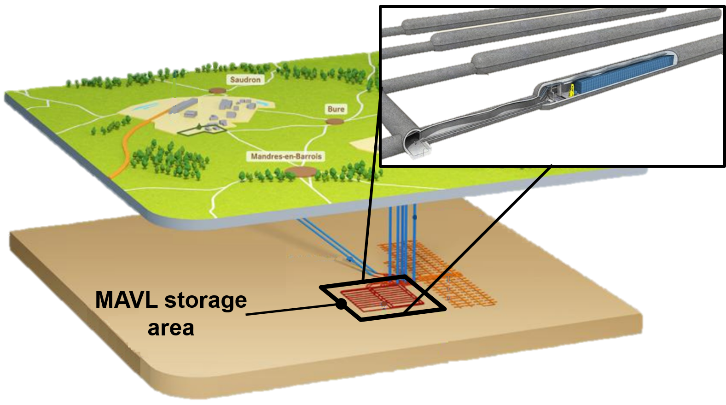 Saudron
Bure
Mandres-en-Barrois
MAVL storage
area